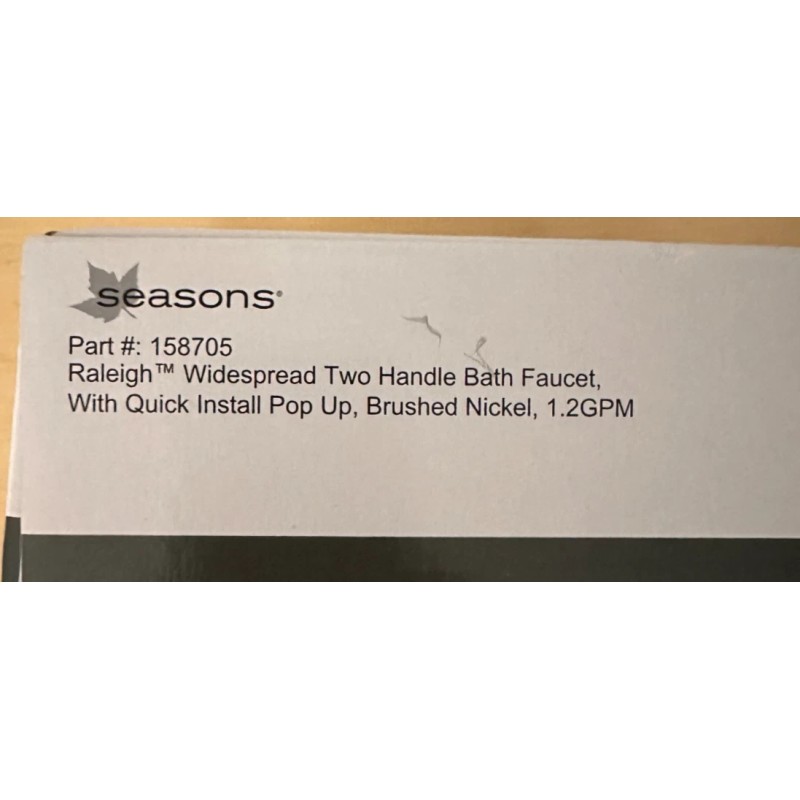 seasons®
Part #: 158705
Raleigh™ Widespread Two Handle Bath Faucet,
With Quick Install Pop Up, Brushed Nickel, 1.2GPM